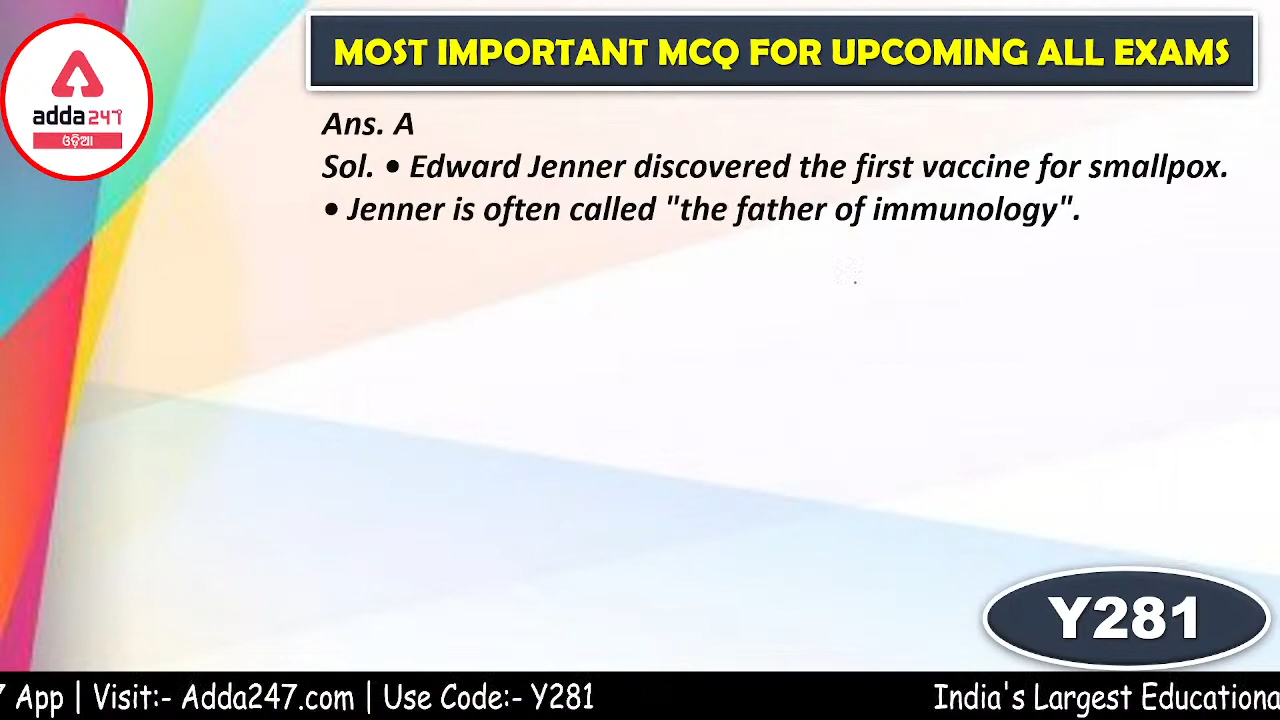 MOST IMPORTANT MCQ FOR UPCOMING ALL EXAMS
adda247
ଓଡ଼ିଆ
Ans. A
Sol. • Edward Jenner discovered the first vaccine for smallpox.
• Jenner is often called "the father of immunology".
Y281
7 App | Visit:- Adda247.com | Use Code:- Y281
India's Largest Educationa